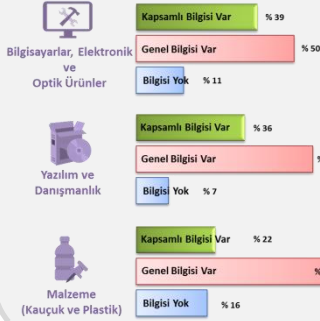 Kapsamlı Bilgisi Var % 39
Bilgisayarlar, Elektronik
ve
Optik Ürünler
Genel Bilgisi Var % 50
Bilgisi Yok % 11
Kapsamlı Bilgisi Var % 36
Genel Bilgisi Var %
Yazılım ve
Danışmanlık
Bilgisi Yok % 7
Kapsamlı Bilgisi Var % 22
Genel Bilgisi Var %
Malzeme
(Kauçuk ve Plastik)
Bilgisi Yok % 16